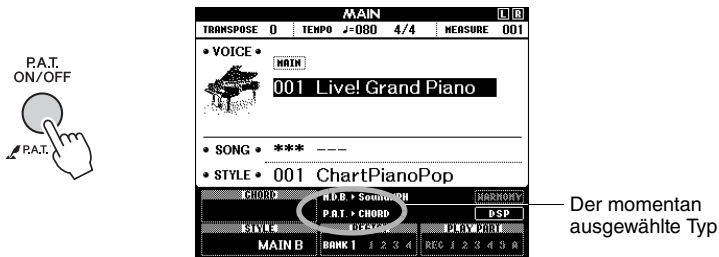 P.A.T.
ON/OFF
P.A.T.
MAIN
L R
TRANSPOSE 0 TEMPO ♩=080 4/4 MEASURE 001
• VOICE •
MAIN
001 Live! Grand Piano
• SONG • *** ---
• STYLE • 001 ChartPianoPop
CHORD
M.D.B. ▸ HARMONY
P.A.T. ▸ CHORD DSP
STYLE PLAY PART
MAIN B BANK 1 1 2 3 4 REC 1 2 3 4 5 A
Der momentan
ausgewählte Typ